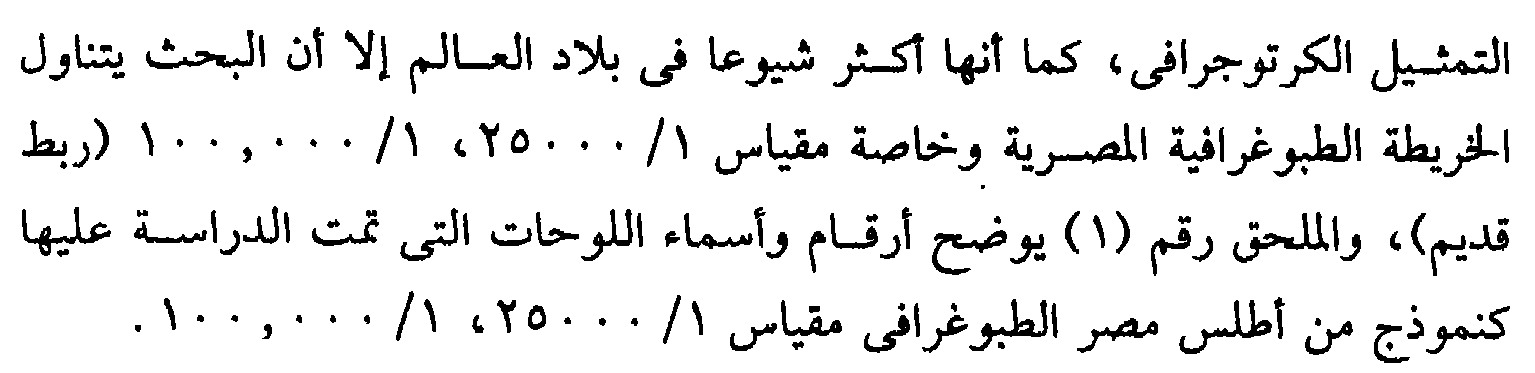 التمثيل الكرتوجرافى، كما أنها أكثر شيوعا فى بلاد العالم إلا أن البحث يتناول
الخريطة الطبوغرافية المصرية وخاصة مقياس ١/ ٢٥٠٠٠، ١/ ١٠٠,٠٠٠ (ربط
قديم)، والملحق رقم (١) يوضح أرقام وأسماء اللوحات التى تمت الدراسة عليها
كنموذج من أطلس مصر الطبوغرافى مقياس ١/ ٢٥٠٠٠، ١/ ١٠٠,٠٠٠.